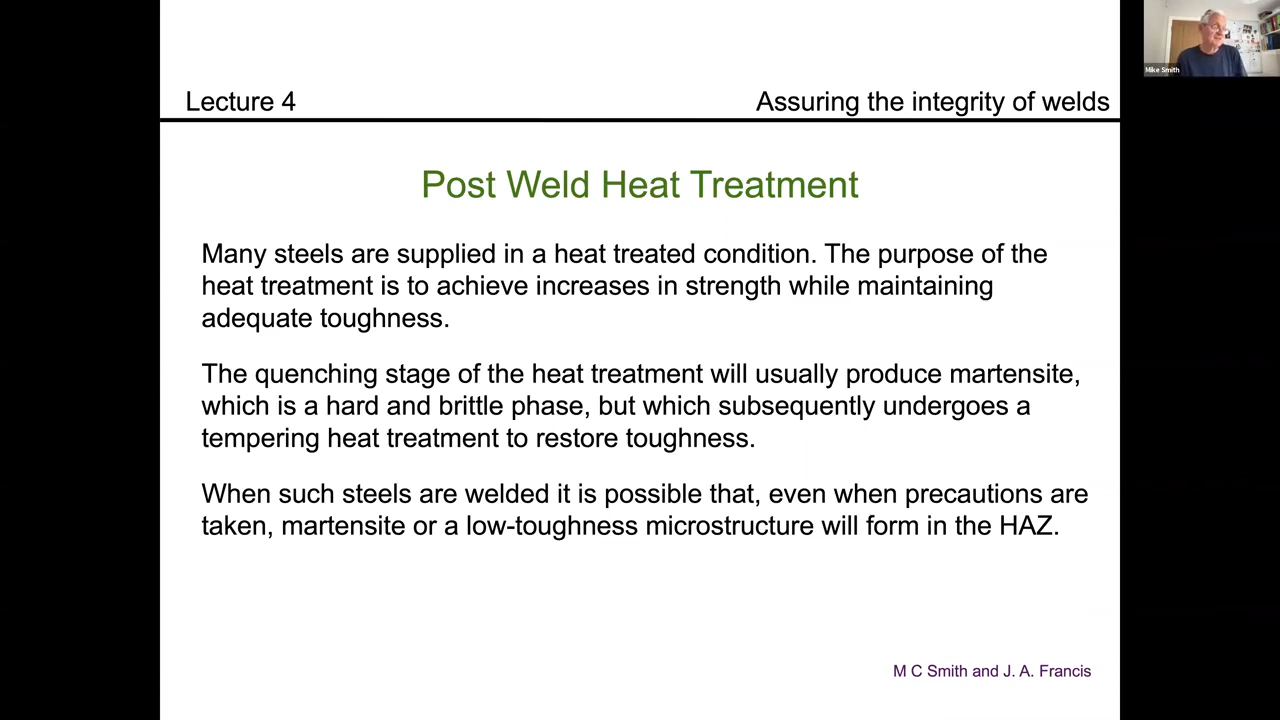 Lecture 4
Assuring the integrity of welds
Post Weld Heat Treatment
Many steels are supplied in a heat treated condition. The purpose of the
heat treatment is to achieve increases in strength while maintaining
adequate toughness.
The quenching stage of the heat treatment will usually produce martensite,
which is a hard and brittle phase, but which subsequently undergoes a
tempering heat treatment to restore toughness.
When such steels are welded it is possible that, even when precautions are
taken, martensite or a low-toughness microstructure will form in the HAZ.
M C Smith and J. A. Francis
Mike Smith